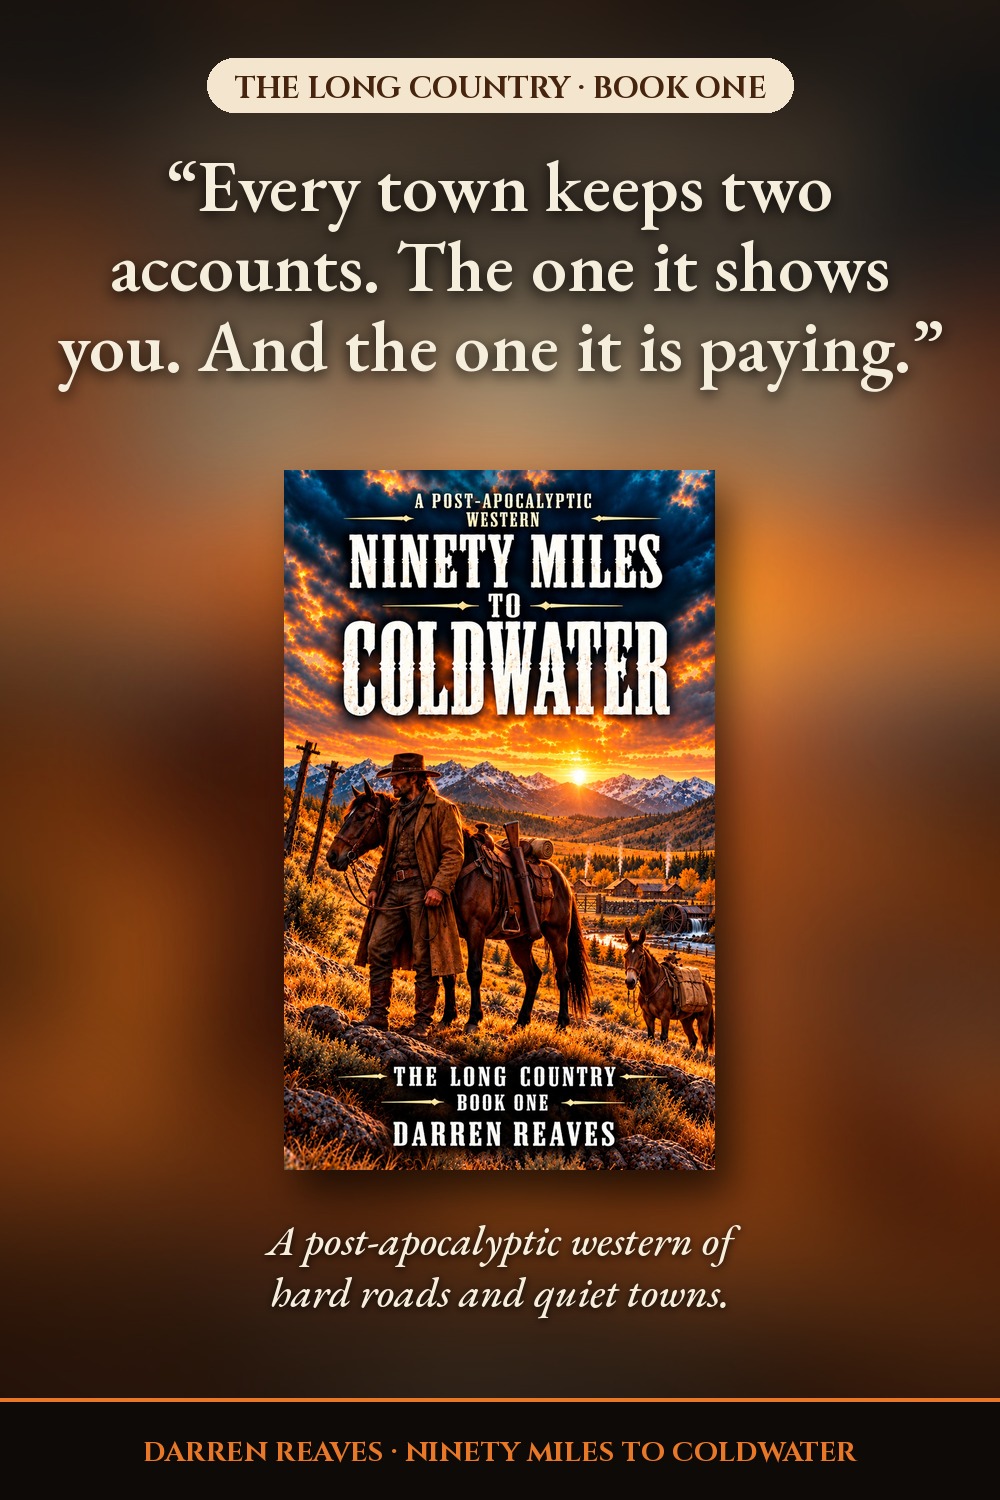 THE LONG COUNTRY · BOOK ONE
“Every town keeps two
accounts. The one it shows
you. And the one it is paying.”
A POST-APOCALYPTIC
WESTERN
NINETY MILES
TO
COLDWATER
THE LONG COUNTRY
BOOK ONE
DARREN REAVES
A post-apocalyptic western of
hard roads and quiet towns.
DARREN REAVES · NINETY MILES TO COLDWATER